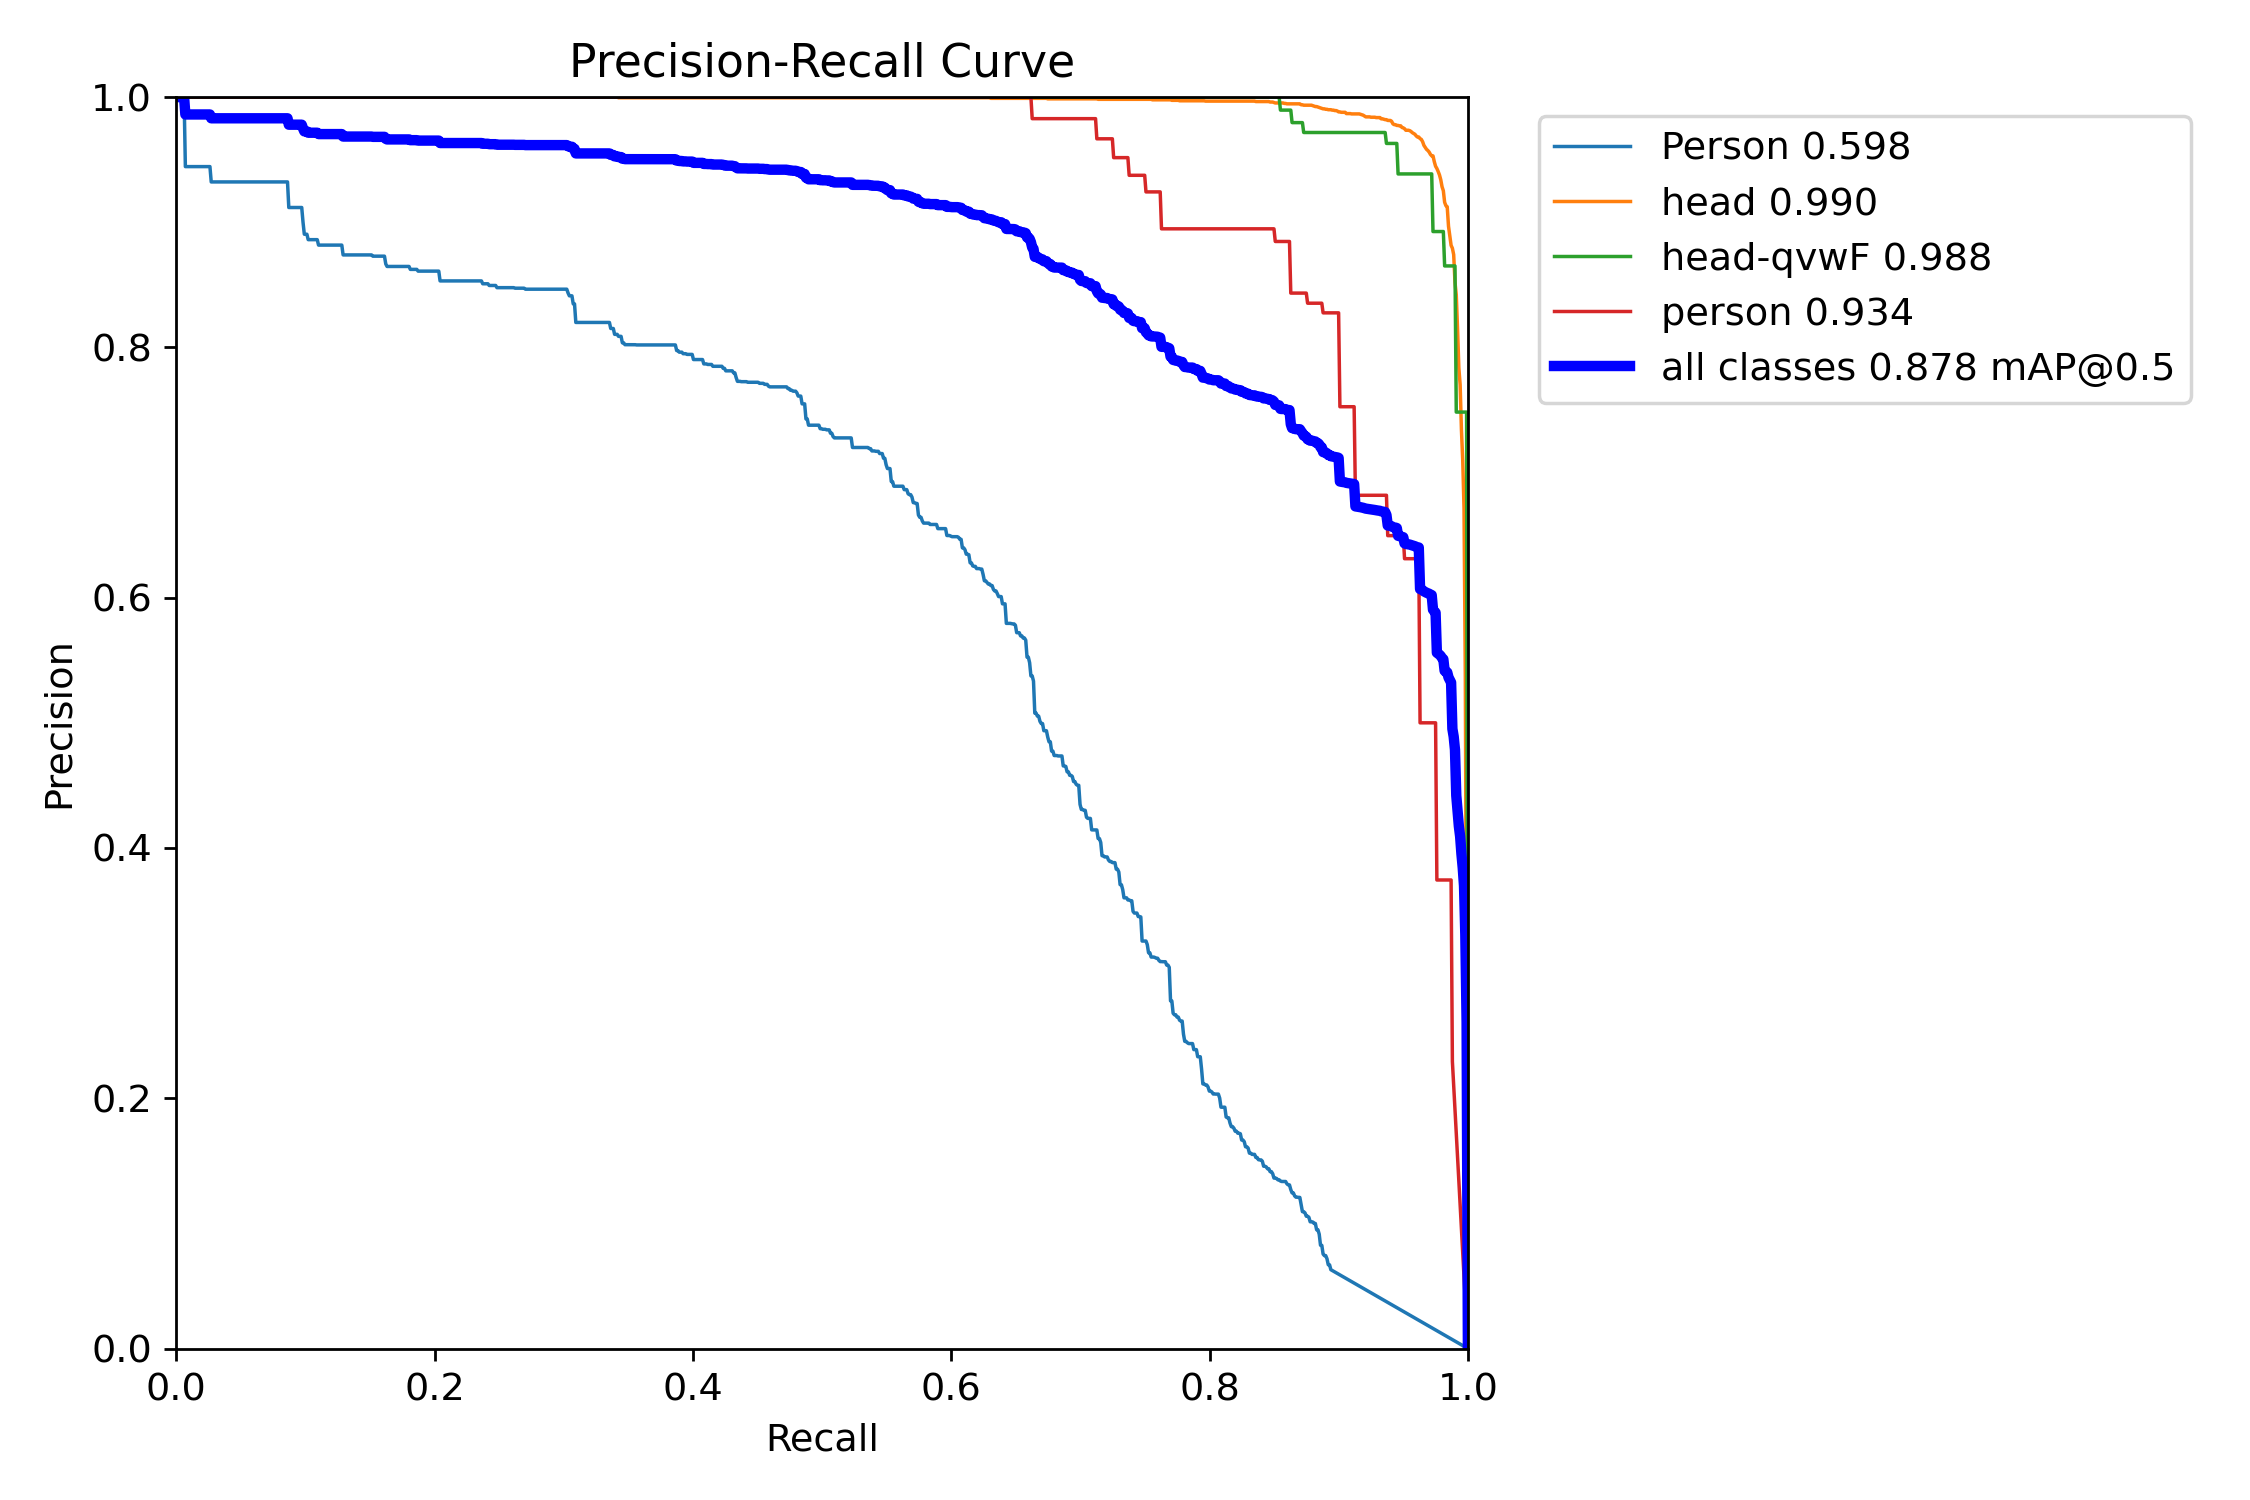 Precision-Recall Curve
1.0
0.8
0.6
0.4
0.2
0.0
Precision
0.0 0.2 0.4 0.6 0.8 1.0
Recall
Person 0.598
head 0.990
head-qvwF 0.988
person 0.934
all classes 0.878 mAP@0.5